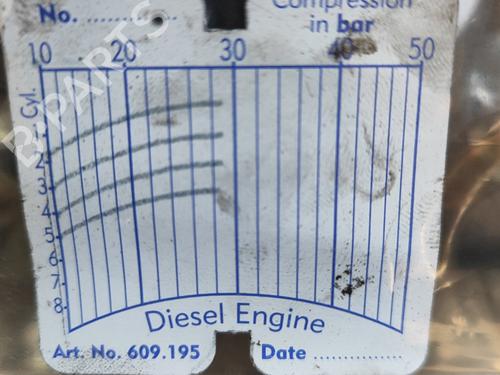 No. ................
Compression
in bar
10 20 30 40 50
Cyl.
1
2
3
4
5
6
7
8
Diesel Engine
Art. No. 609.195 Date ................
B-PARTS